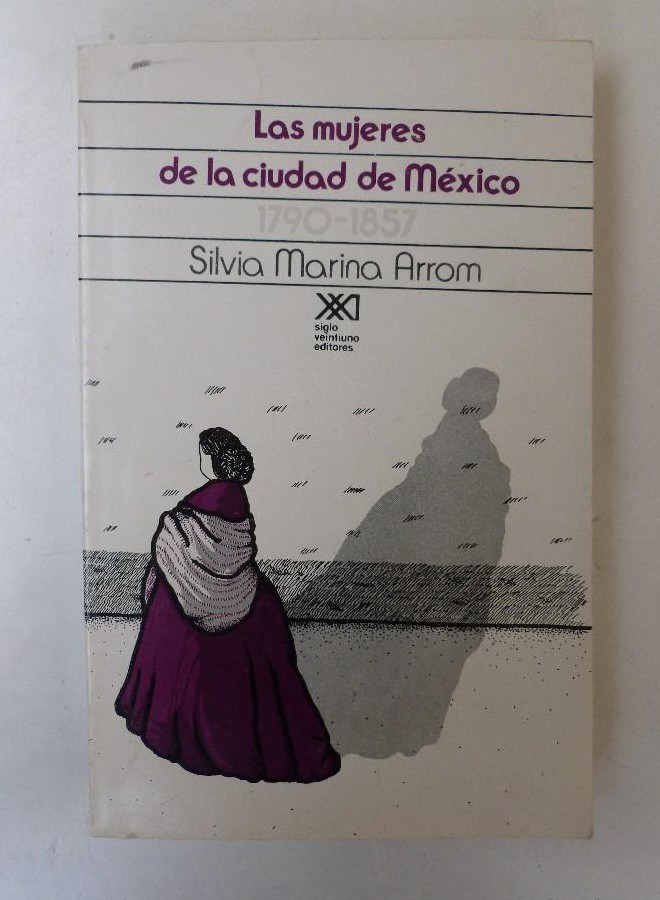 Las mujeres
de la ciudad de México
1790-1857
Silvia Marina Arrom
siglo
veintiuno
editores